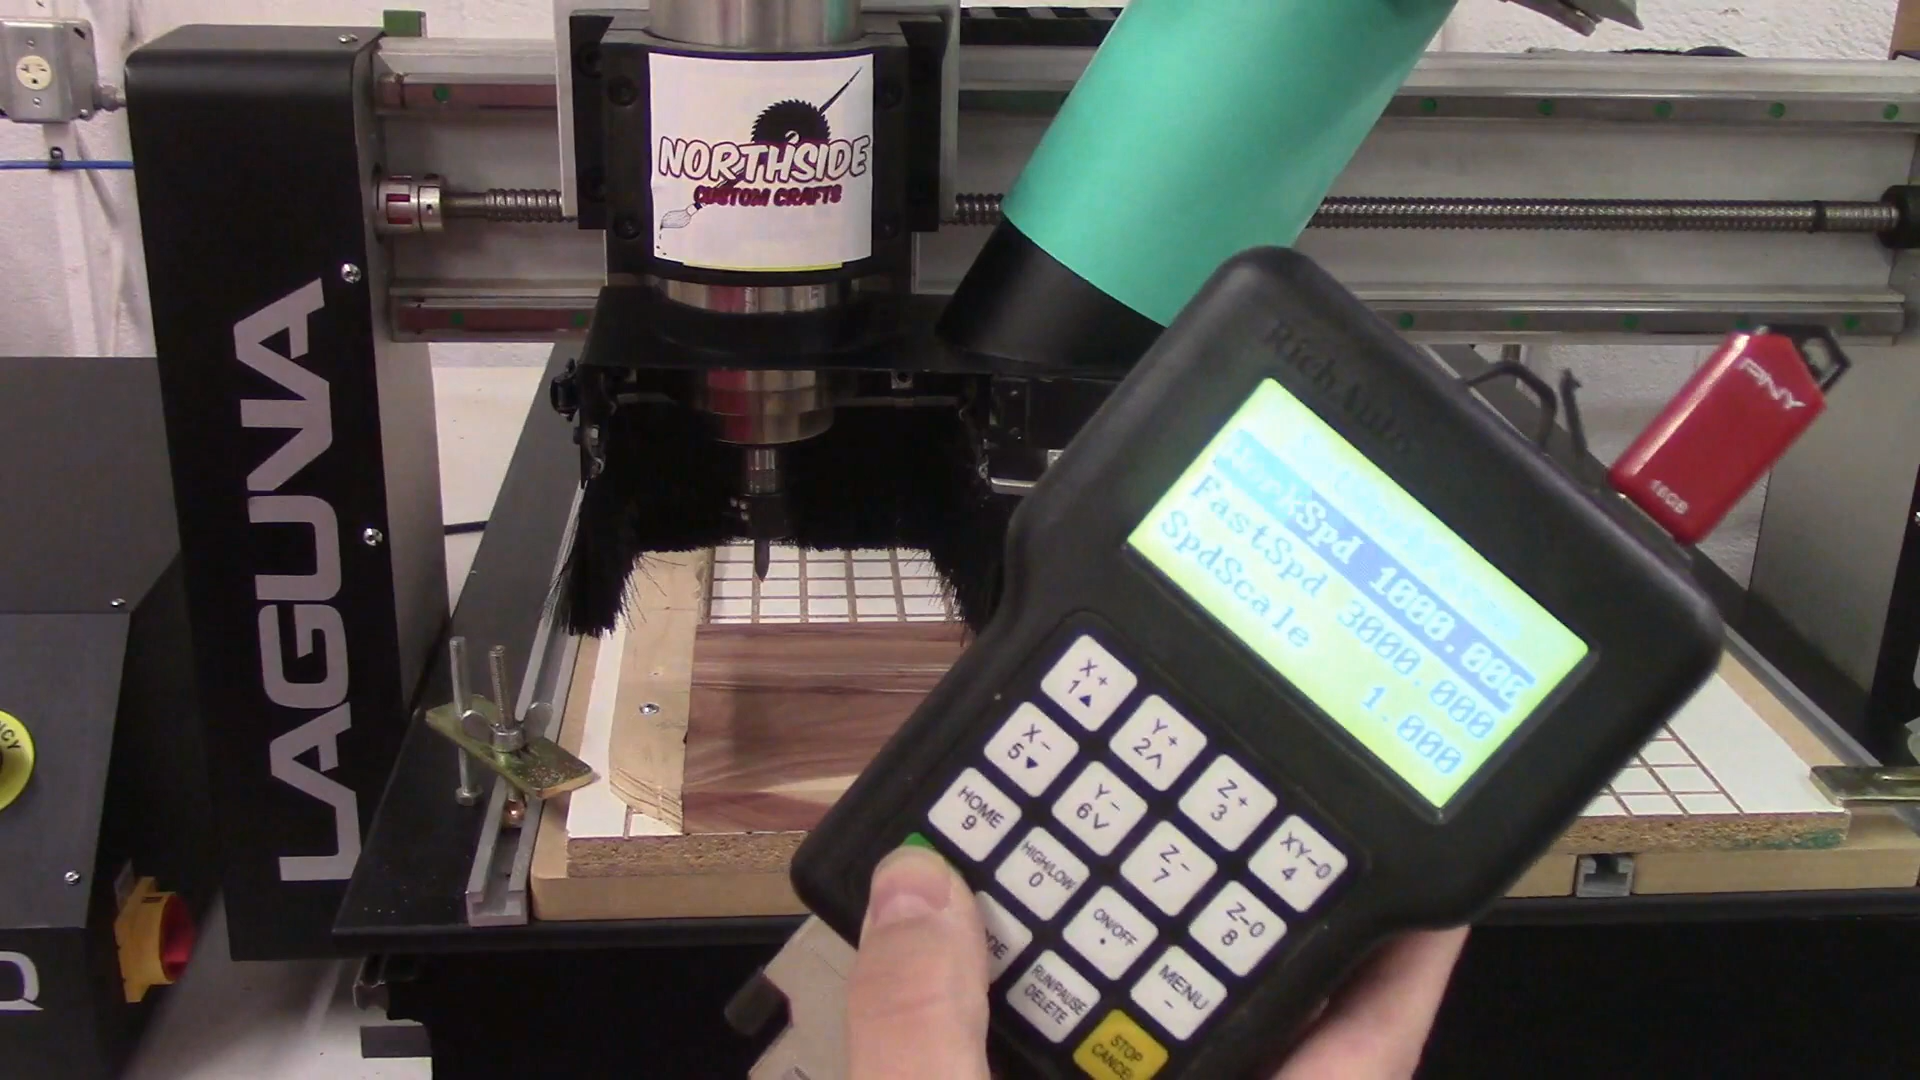 LAGUNA
NORTHSIDE
CUSTOM CRAFTS
RichAuto
WorkSpd 1000.000
FastSpd 3000.000
SpdScale 1.000
PNY
16GB
X+
1▲
Y+
2∧
Z+
3
XY-0
4
X-
5▼
Y-
6∨
Z-
7
Z-0
8
HOME
9
HIGH/LOW
0
ON/OFF
.
MENU
-
RUN/PAUSE
DELETE
STOP
CANCEL